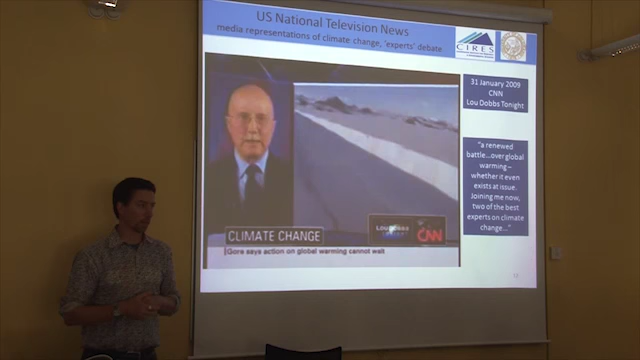 US National Television News
media representations of climate change, 'experts' debate
CIRES
31 January 2009
CNN
Lou Dobbs Tonight
"a renewed
battle...over global
warming –
whether it even
exists at issue.
Joining me now,
two of the best
experts on climate
change..."
CLIMATE CHANGE
Lou Dobbs
CNN
Gore says action on global warming cannot wait